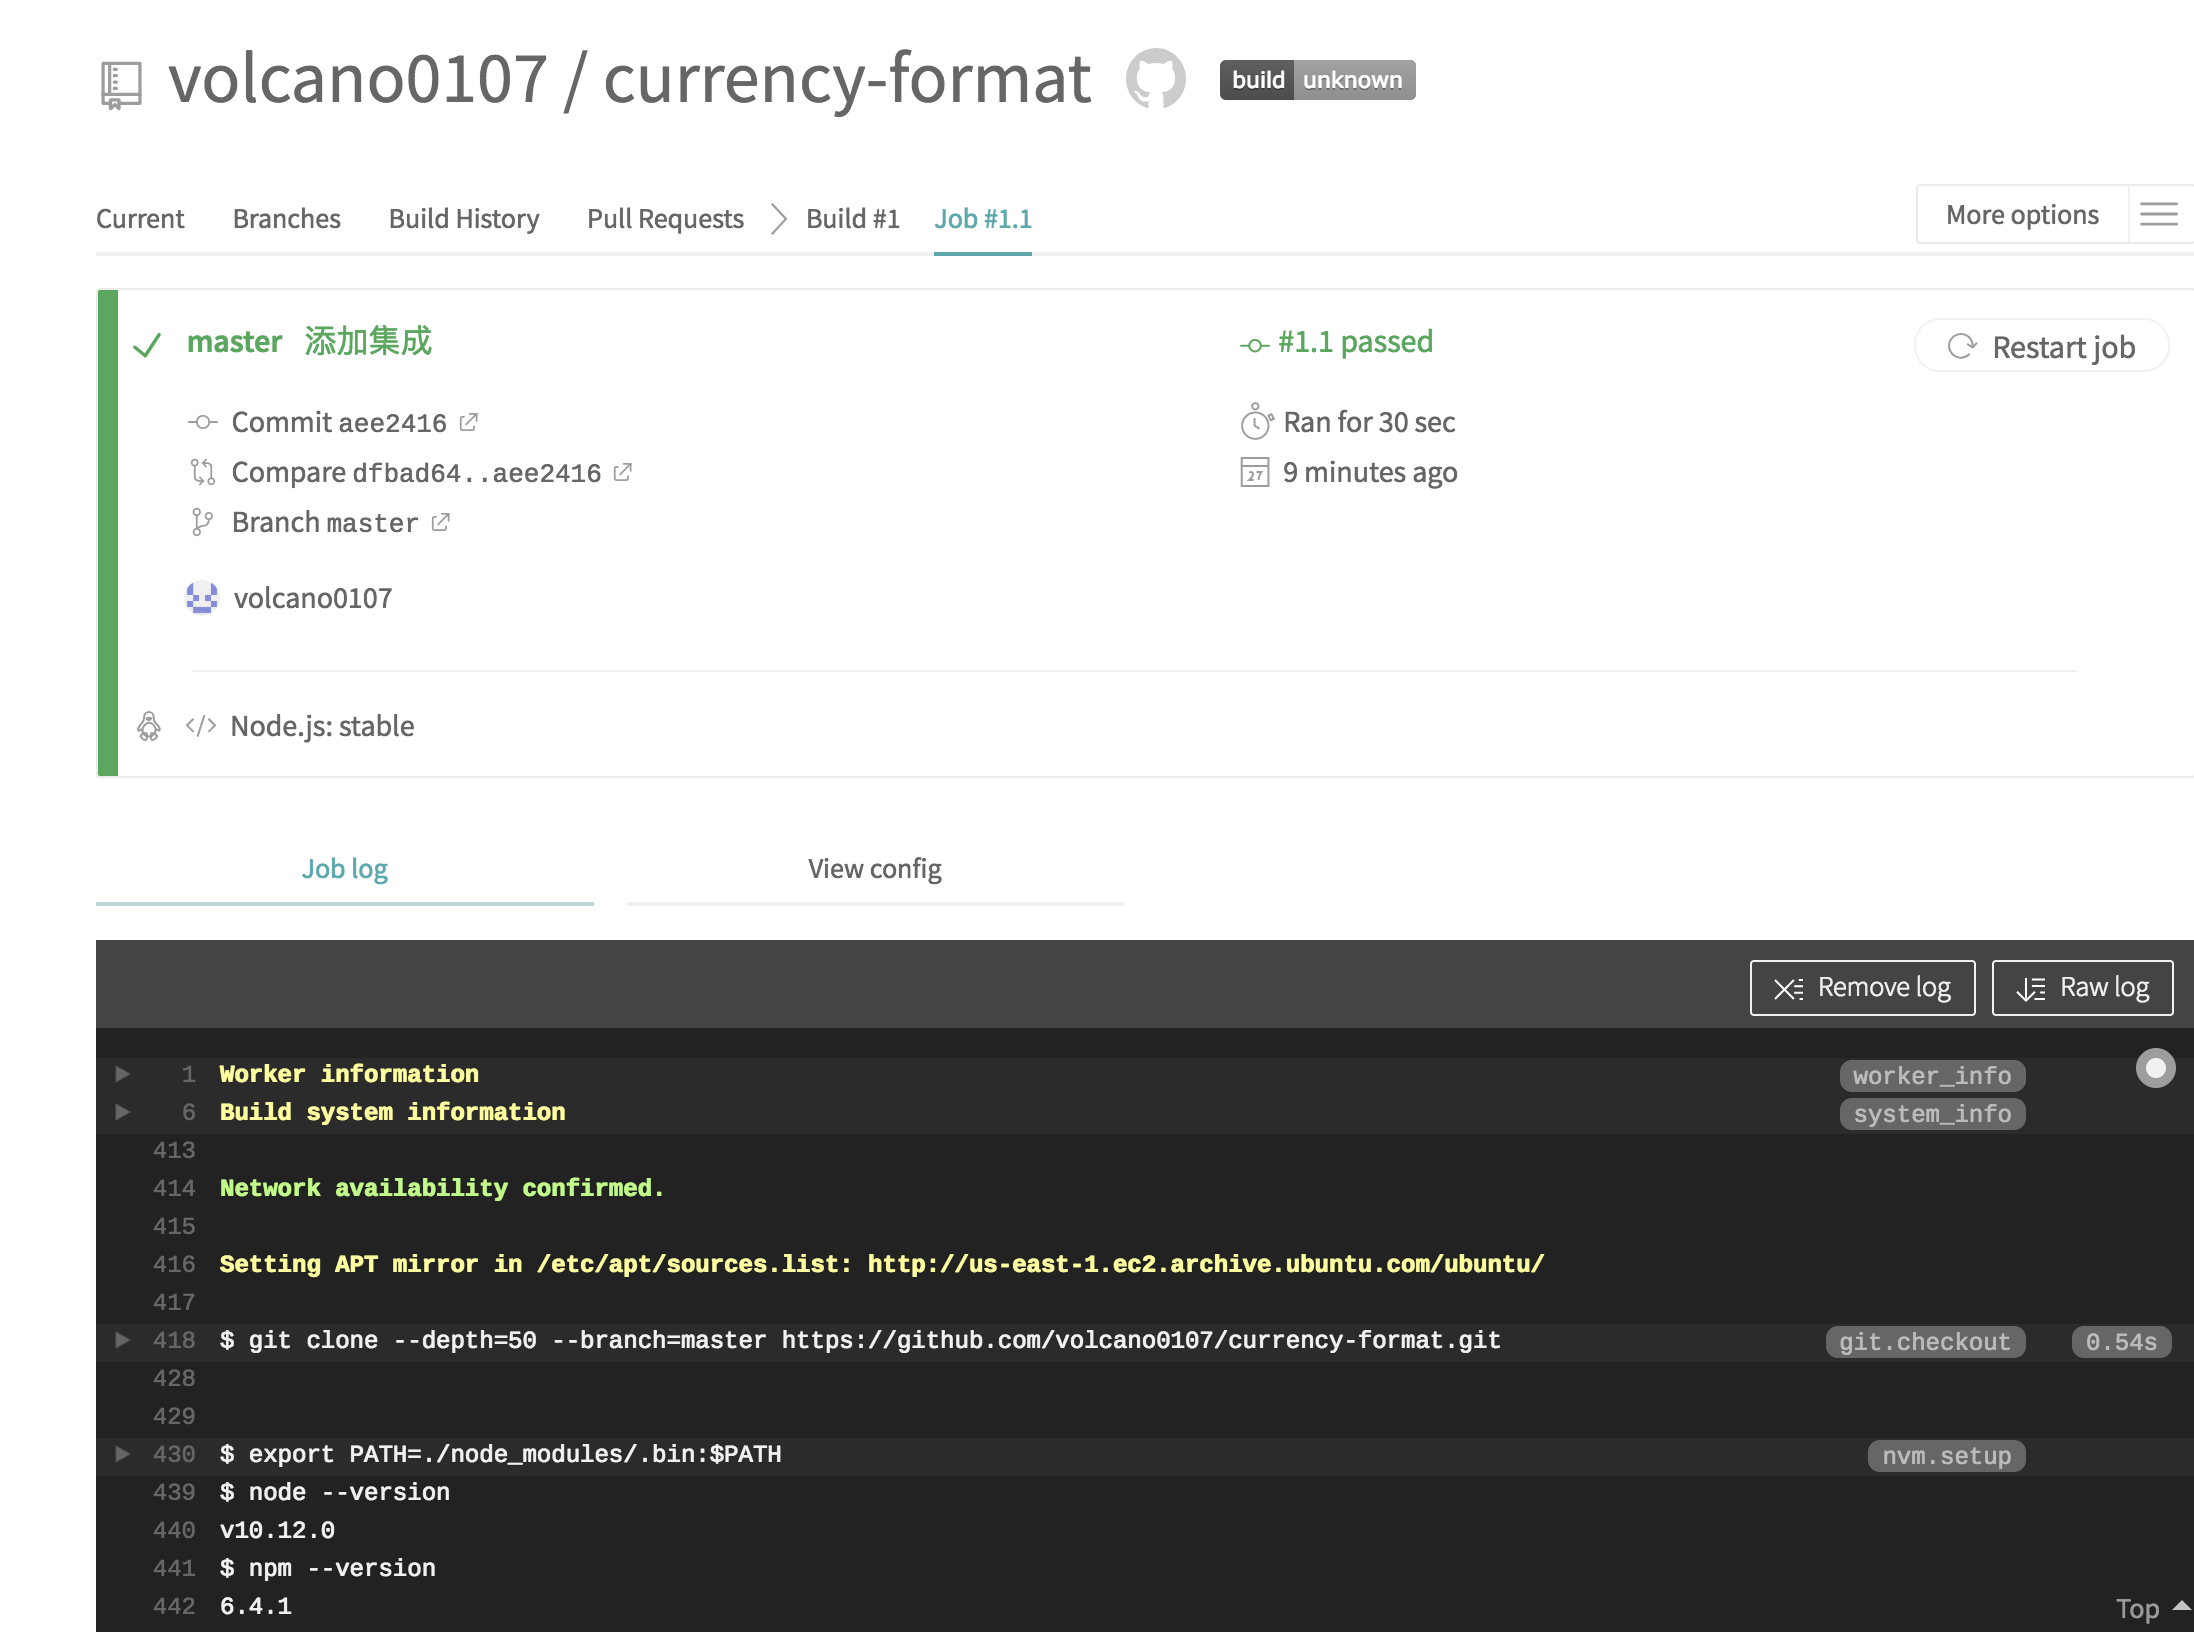 volcano0107 / currency-format build unknown
Current Branches Build History Pull Requests Build #1 Job #1.1 More options
master 添加集成
Commit aee2416
Compare dfbad64..aee2416
Branch master
volcano0107
#1.1 passed
Ran for 30 sec
27 9 minutes ago
Restart job
</> Node.js: stable
Job log View config
Remove log Raw log
1 Worker information worker_info
6 Build system information system_info
413
414 Network availability confirmed.
415
416 Setting APT mirror in /etc/apt/sources.list: http://us-east-1.ec2.archive.ubuntu.com/ubuntu/
417
418 $ git clone --depth=50 --branch=master https://github.com/volcano0107/currency-format.git git.checkout 0.54s
428
429
430 $ export PATH=./node_modules/.bin:$PATH nvm.setup
439 $ node --version
440 v10.12.0
441 $ npm --version
442 6.4.1
Top